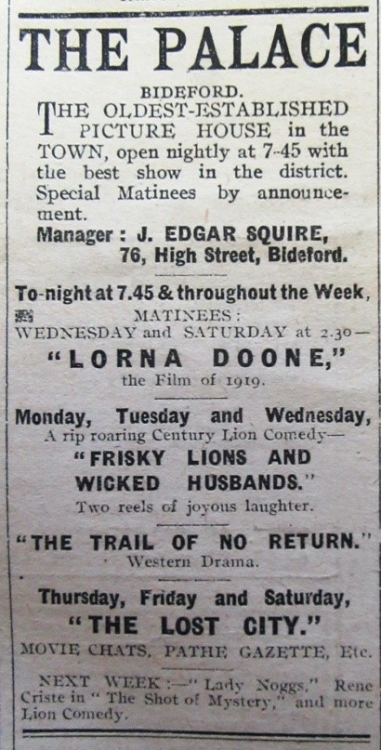 THE PALACE
BIDEFORD.
THE OLDEST-ESTABLISHED
PICTURE HOUSE in the
TOWN, open nightly at 7-45 with
the best show in the district.
Special Matinees by announce-
ment.
Manager: J. EDGAR SQUIRE,
76, High Street, Bideford.
To-night at 7.45 & throughout the Week,
MATINEES:
WEDNESDAY and SATURDAY at 2.30—
"LORNA DOONE,"
the Film of 1919.
Monday, Tuesday and Wednesday,
A rip roaring Century Lion Comedy—
"FRISKY LIONS AND
WICKED HUSBANDS."
Two reels of joyous laughter.
"THE TRAIL OF NO RETURN."
Western Drama.
Thursday, Friday and Saturday,
"THE LOST CITY."
MOVIE CHATS, PATHE GAZETTE, Etc.
NEXT WEEK:—"Lady Noggs," Rene
Criste in "The Shot of Mystery," and more
Lion Comedy.